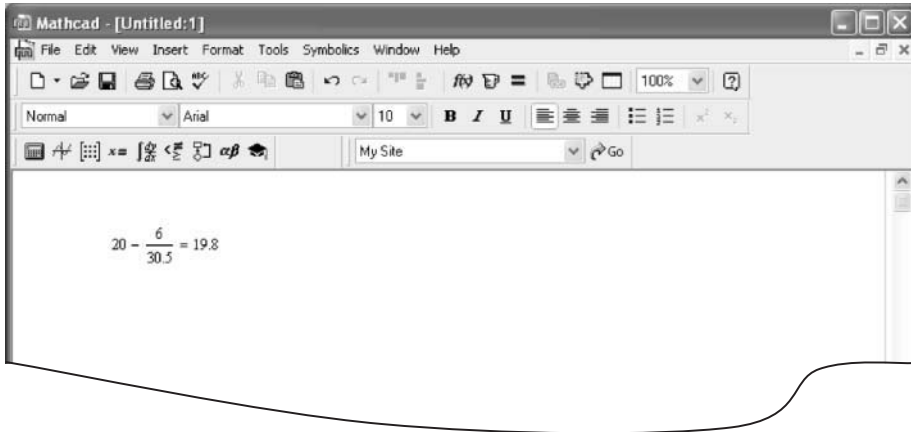 Mathcad - [Untitled:1]
File Edit View Insert Format Tools Symbolics Window Help
100%
Normal Arial 10 B I U
αβ My Site Go
20 - 6/30.5 = 19.8